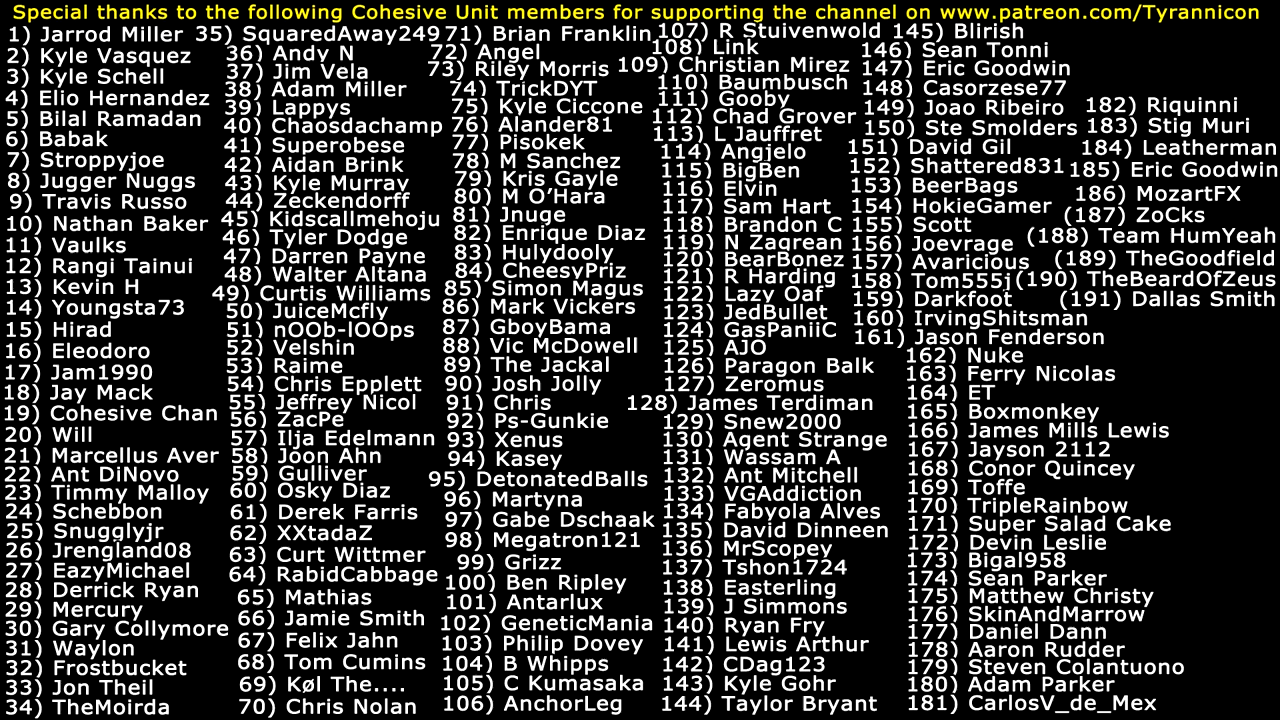 Special thanks to the following Cohesive Unit members for supporting the channel on www.patreon.com/Tyrannicon
1) Jarrod Miller
2) Kyle Vasquez
3) Kyle Schell
4) Elio Hernandez
5) Bilal Ramadan
6) Babak
7) Stroppyjoe
8) Jugger Nuggs
9) Travis Russo
10) Nathan Baker
11) Vaulks
12) Rangi Tainui
13) Kevin H
14) Youngsta73
15) Hirad
16) Eleodoro
17) Jam1990
18) Jay Mack
19) Cohesive Chan
20) Will
21) Marcellus Aver
22) Ant DiNovo
23) Timmy Malloy
24) Schebbon
25) Snugglyjr
26) Jrengland08
27) EazyMichael
28) Derrick Ryan
29) Mercury
30) Gary Collymore
31) Waylon
32) Frostbucket
33) Jon Theil
34) TheMoirda
35) SquaredAway249
36) Andy N
37) Jim Vela
38) Adam Miller
39) Lappys
40) Chaosdachamp
41) Superobese
42) Aidan Brink
43) Kyle Murray
44) Zeckendorff
45) Kidscallmehoju
46) Tyler Dodge
47) Darren Payne
48) Walter Altana
49) Curtis Williams
50) JuiceMcfly
51) nOOb-lOOps
52) Velshin
53) Raime
54) Chris Epplett
55) Jeffrey Nicol
56) ZacPe
57) Ilja Edelmann
58) Joon Ahn
59) Gulliver
60) Osky Diaz
61) Derek Farris
62) XXtadaZ
63) Curt Wittmer
64) RabidCabbage
65) Mathias
66) Jamie Smith
67) Felix Jahn
68) Tom Cumins
69) Køl The....
70) Chris Nolan
71) Brian Franklin
72) Angel
73) Riley Morris
74) TrickDYT
75) Kyle Ciccone
76) Alander81
77) Pisokek
78) M Sanchez
79) Kris Gayle
80) M O'Hara
81) Jnuge
82) Enrique Diaz
83) Hulydooly
84) CheesyPriz
85) Simon Magus
86) Mark Vickers
87) GboyBama
88) Vic McDowell
89) The Jackal
90) Josh Jolly
91) Chris
92) Ps-Gunkie
93) Xenus
94) Kasey
95) DetonatedBalls
96) Martyna
97) Gabe Dschaak
98) Megatron121
99) Grizz
100) Ben Ripley
101) Antarlux
102) GeneticMania
103) Philip Dovey
104) B Whipps
105) C Kumasaka
106) AnchorLeg
107) R Stuivenwold
108) Link
109) Christian Mirez
110) Baumbusch
111) Gooby
112) Chad Grover
113) L Jauffret
114) Angjelo
115) BigBen
116) Elvin
117) Sam Hart
118) Brandon C
119) N Zagrean
120) BearBonez
121) R Harding
122) Lazy Oaf
123) JedBullet
124) GasPaniiC
125) AJO
126) Paragon Balk
127) Zeromus
128) James Terdiman
129) Snew2000
130) Agent Strange
131) Wassam A
132) Ant Mitchell
133) VGAddiction
134) Fabyola Alves
135) David Dinneen
136) MrScopey
137) Tshon1724
138) Easterling
139) J Simmons
140) Ryan Fry
141) Lewis Arthur
142) CDag123
143) Kyle Gohr
144) Taylor Bryant
145) Blirish
146) Sean Tonni
147) Eric Goodwin
148) Casorzese77
149) Joao Ribeiro
150) Ste Smolders
151) David Gil
152) Shattered831
153) BeerBags
154) HokieGamer
155) Scott
156) Joevrage
157) Avaricious
158) Tom555j
159) Darkfoot
160) IrvingShitsman
161) Jason Fenderson
162) Nuke
163) Ferry Nicolas
164) ET
165) Boxmonkey
166) James Mills Lewis
167) Jayson 2112
168) Conor Quincey
169) Toffe
170) TripleRainbow
171) Super Salad Cake
172) Devin Leslie
173) Bigal958
174) Sean Parker
175) Matthew Christy
176) SkinAndMarrow
177) Daniel Dann
178) Aaron Rudder
179) Steven Colantuono
180) Adam Parker
181) CarlosV_de_Mex
182) Riquinni
183) Stig Muri
184) Leatherman
185) Eric Goodwin
186) MozartFX
(187) ZoCks
(188) Team HumYeah
(189) TheGoodfield
(190) TheBeardOfZeus
(191) Dallas Smith